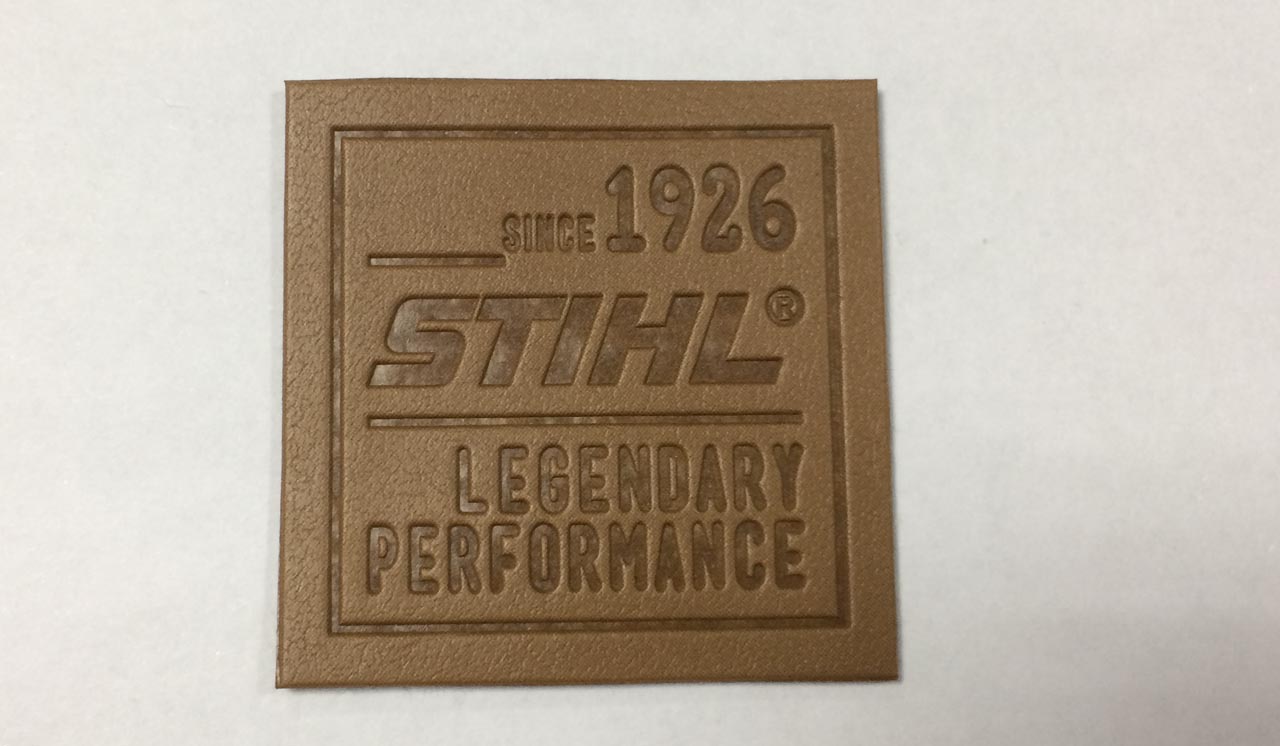 SINCE 1926
STIHL®
LEGENDARY
PERFORMANCE